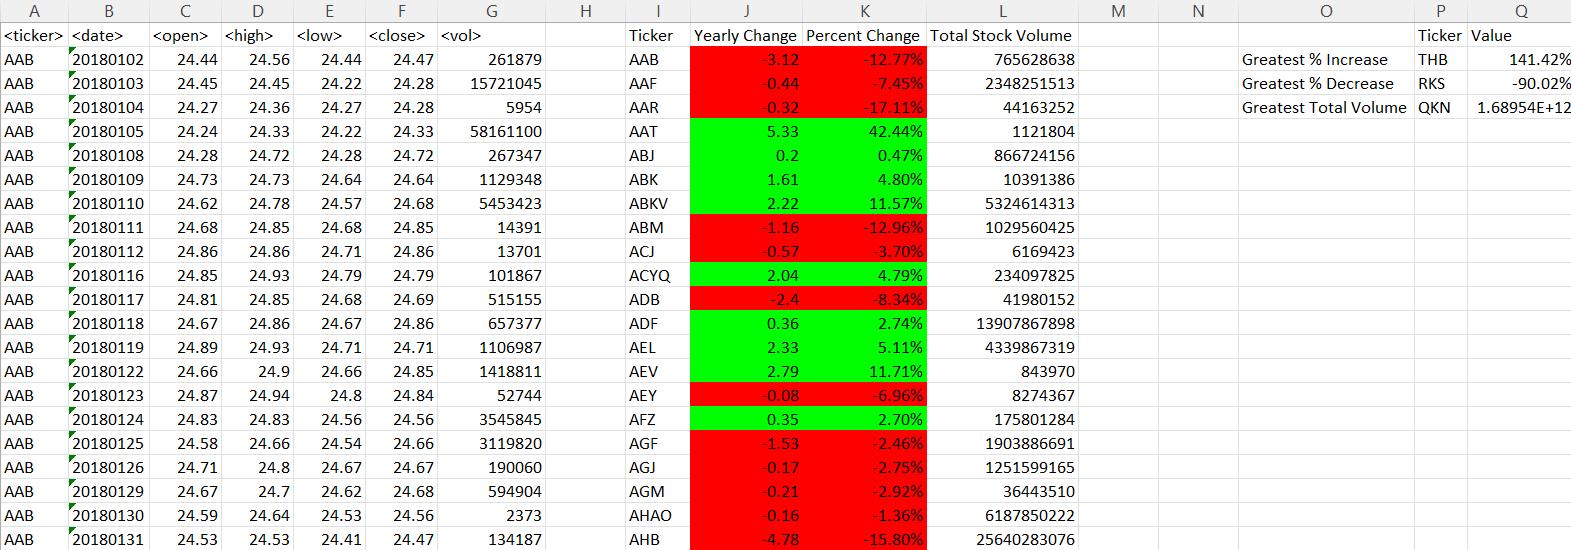 A B C D E F G H I J K L M N O P Q
<ticker> <date> <open> <high> <low> <close> <vol> Ticker Yearly Change Percent Change Total Stock Volume Ticker Value
AAB 20180102 24.44 24.56 24.44 24.47 261879 AAB -3.12 -12.77% 765628638 Greatest % Increase THB 141.42%
AAB 20180103 24.45 24.45 24.22 24.28 15721045 AAF -0.44 -7.45% 2348251513 Greatest % Decrease RKS -90.02%
AAB 20180104 24.27 24.36 24.27 24.28 5954 AAR -0.32 -17.11% 44163252 Greatest Total Volume QKN 1.68954E+12
AAB 20180105 24.24 24.33 24.22 24.33 58161100 AAT 5.33 42.44% 1121804
AAB 20180108 24.28 24.72 24.28 24.72 267347 ABJ 0.2 0.47% 866724156
AAB 20180109 24.73 24.73 24.64 24.64 1129348 ABK 1.61 4.80% 10391386
AAB 20180110 24.62 24.78 24.57 24.68 5453423 ABKV 2.22 11.57% 5324614313
AAB 20180111 24.68 24.85 24.68 24.85 14391 ABM -1.16 -12.96% 1029560425
AAB 20180112 24.86 24.86 24.71 24.86 13701 ACJ -0.57 -3.70% 6169423
AAB 20180116 24.85 24.93 24.79 24.79 101867 ACYQ 2.04 4.79% 234097825
AAB 20180117 24.81 24.85 24.68 24.69 515155 ADB -2.4 -8.34% 41980152
AAB 20180118 24.67 24.86 24.67 24.86 657377 ADF 0.36 2.74% 13907867898
AAB 20180119 24.89 24.93 24.71 24.71 1106987 AEL 2.33 5.11% 4339867319
AAB 20180122 24.66 24.9 24.66 24.85 1418811 AEV 2.79 11.71% 843970
AAB 20180123 24.87 24.94 24.8 24.84 52744 AEY -0.08 -6.96% 8274367
AAB 20180124 24.83 24.83 24.56 24.56 3545845 AFZ 0.35 2.70% 175801284
AAB 20180125 24.58 24.66 24.54 24.66 3119820 AGF -1.53 -2.46% 1903886691
AAB 20180126 24.71 24.8 24.67 24.67 190060 AGJ -0.17 -2.75% 1251599165
AAB 20180129 24.67 24.7 24.62 24.68 594904 AGM -0.21 -2.92% 36443510
AAB 20180130 24.59 24.64 24.53 24.56 2373 AHAO -0.16 -1.36% 6187850222
AAB 20180131 24.53 24.53 24.41 24.47 134187 AHB -4.78 -15.80% 25640283076